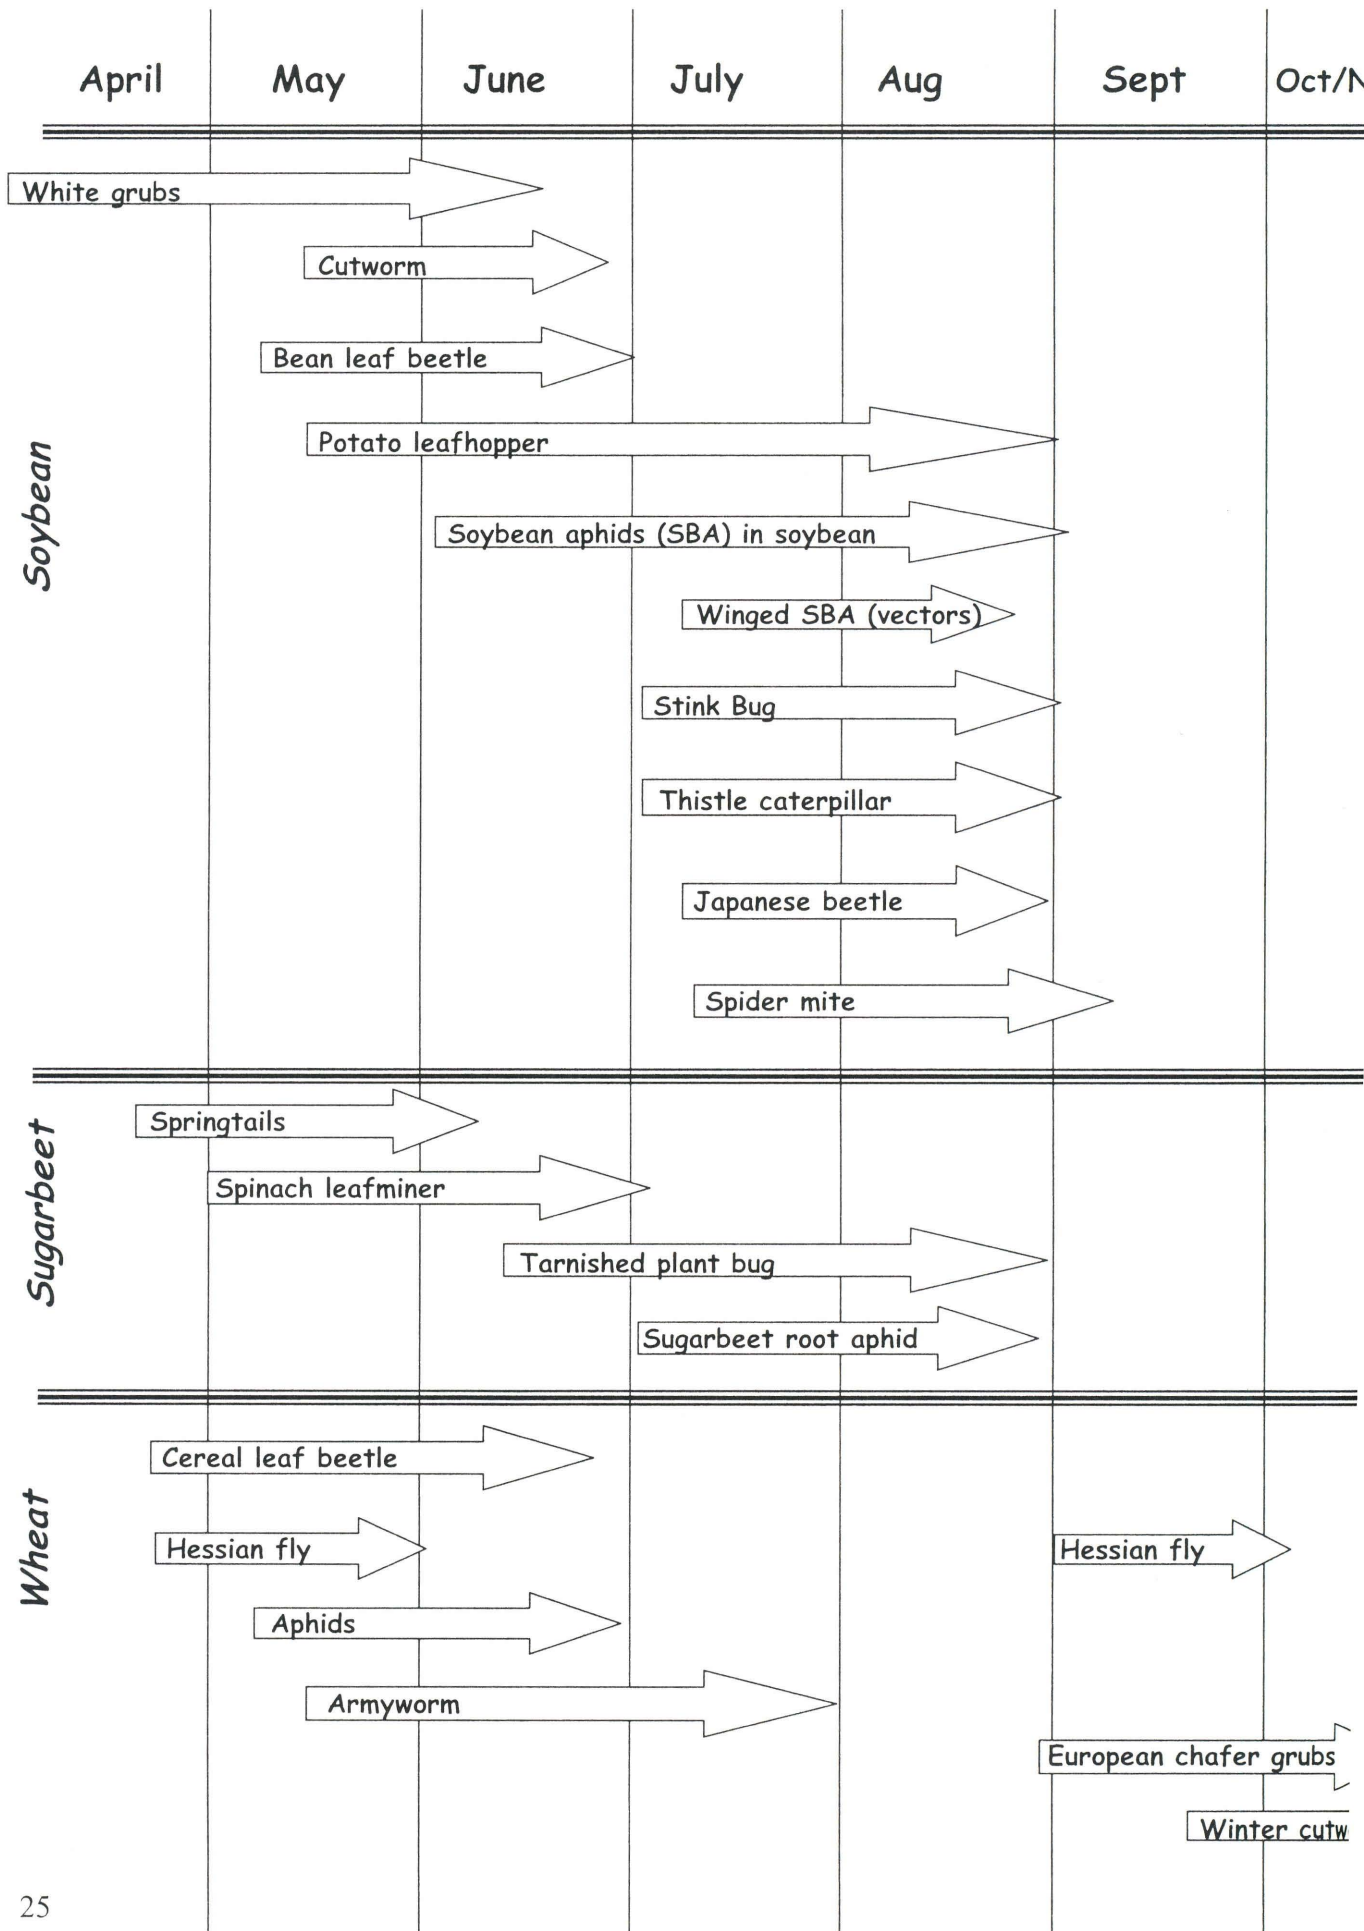 April May June July Aug Sept Oct/N
Soybean
White grubs
Cutworm
Bean leaf beetle
Potato leafhopper
Soybean aphids (SBA) in soybean
Winged SBA (vectors)
Stink Bug
Thistle caterpillar
Japanese beetle
Spider mite
Sugarbeet
Springtails
Spinach leafminer
Tarnished plant bug
Sugarbeet root aphid
Wheat
Cereal leaf beetle
Hessian fly Hessian fly
Aphids
Armyworm
European chafer grubs
Winter cutw
25